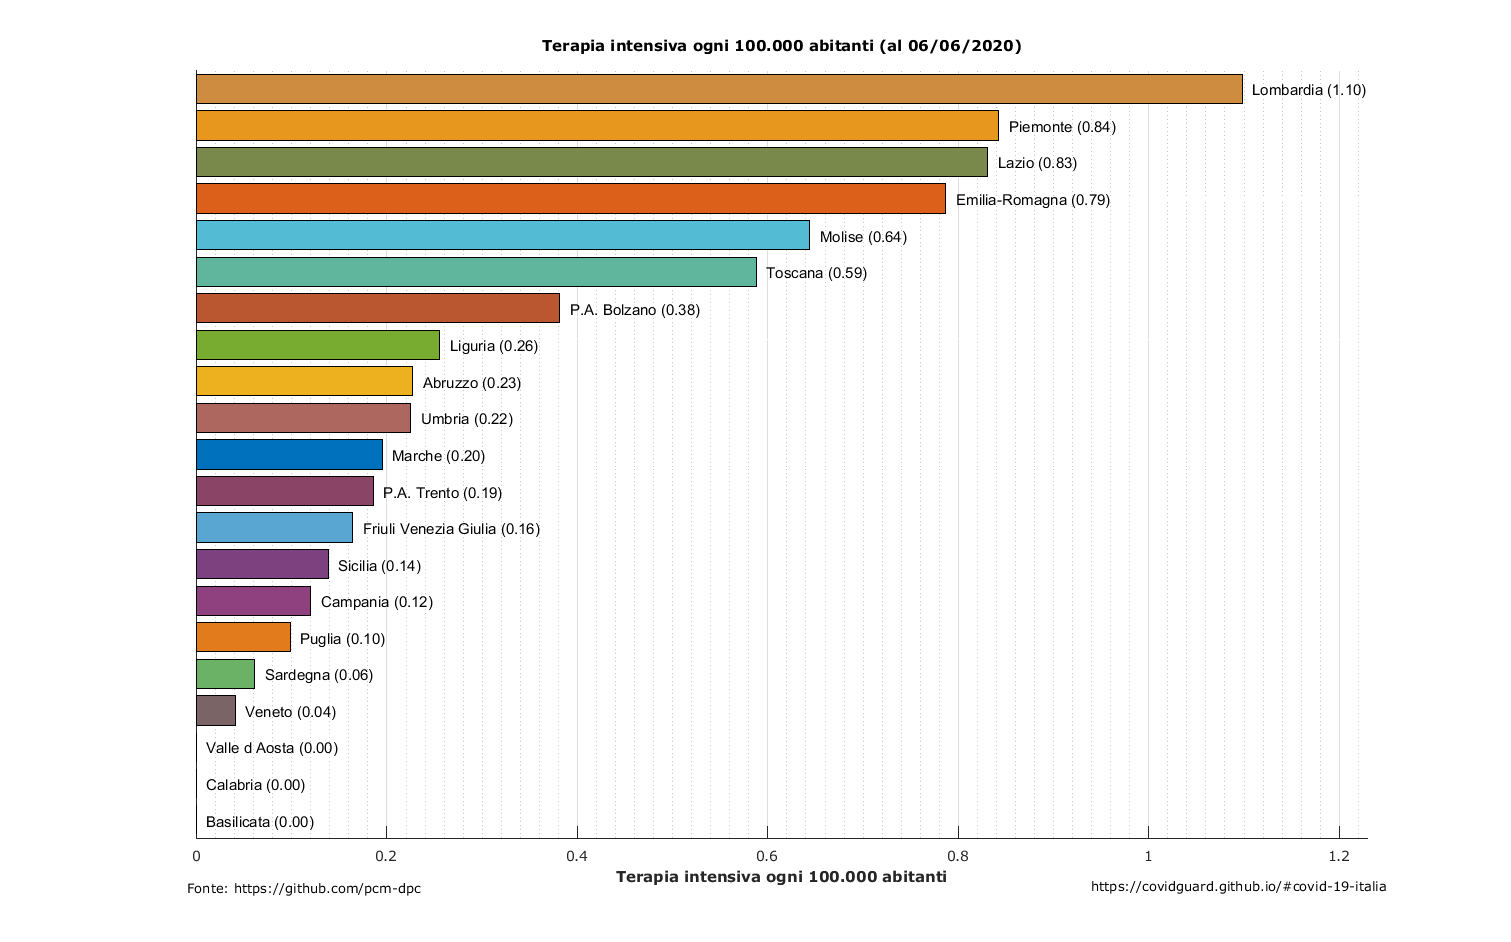 Terapia intensiva ogni 100.000 abitanti (al 06/06/2020)
Lombardia (1.10)
Piemonte (0.84)
Lazio (0.83)
Emilia-Romagna (0.79)
Molise (0.64)
Toscana (0.59)
P.A. Bolzano (0.38)
Liguria (0.26)
Abruzzo (0.23)
Umbria (0.22)
Marche (0.20)
P.A. Trento (0.19)
Friuli Venezia Giulia (0.16)
Sicilia (0.14)
Campania (0.12)
Puglia (0.10)
Sardegna (0.06)
Veneto (0.04)
Valle d Aosta (0.00)
Calabria (0.00)
Basilicata (0.00)
0 0.2 0.4 0.6 0.8 1 1.2
Terapia intensiva ogni 100.000 abitanti
Fonte: https://github.com/pcm-dpc
https://covidguard.github.io/#covid-19-italia